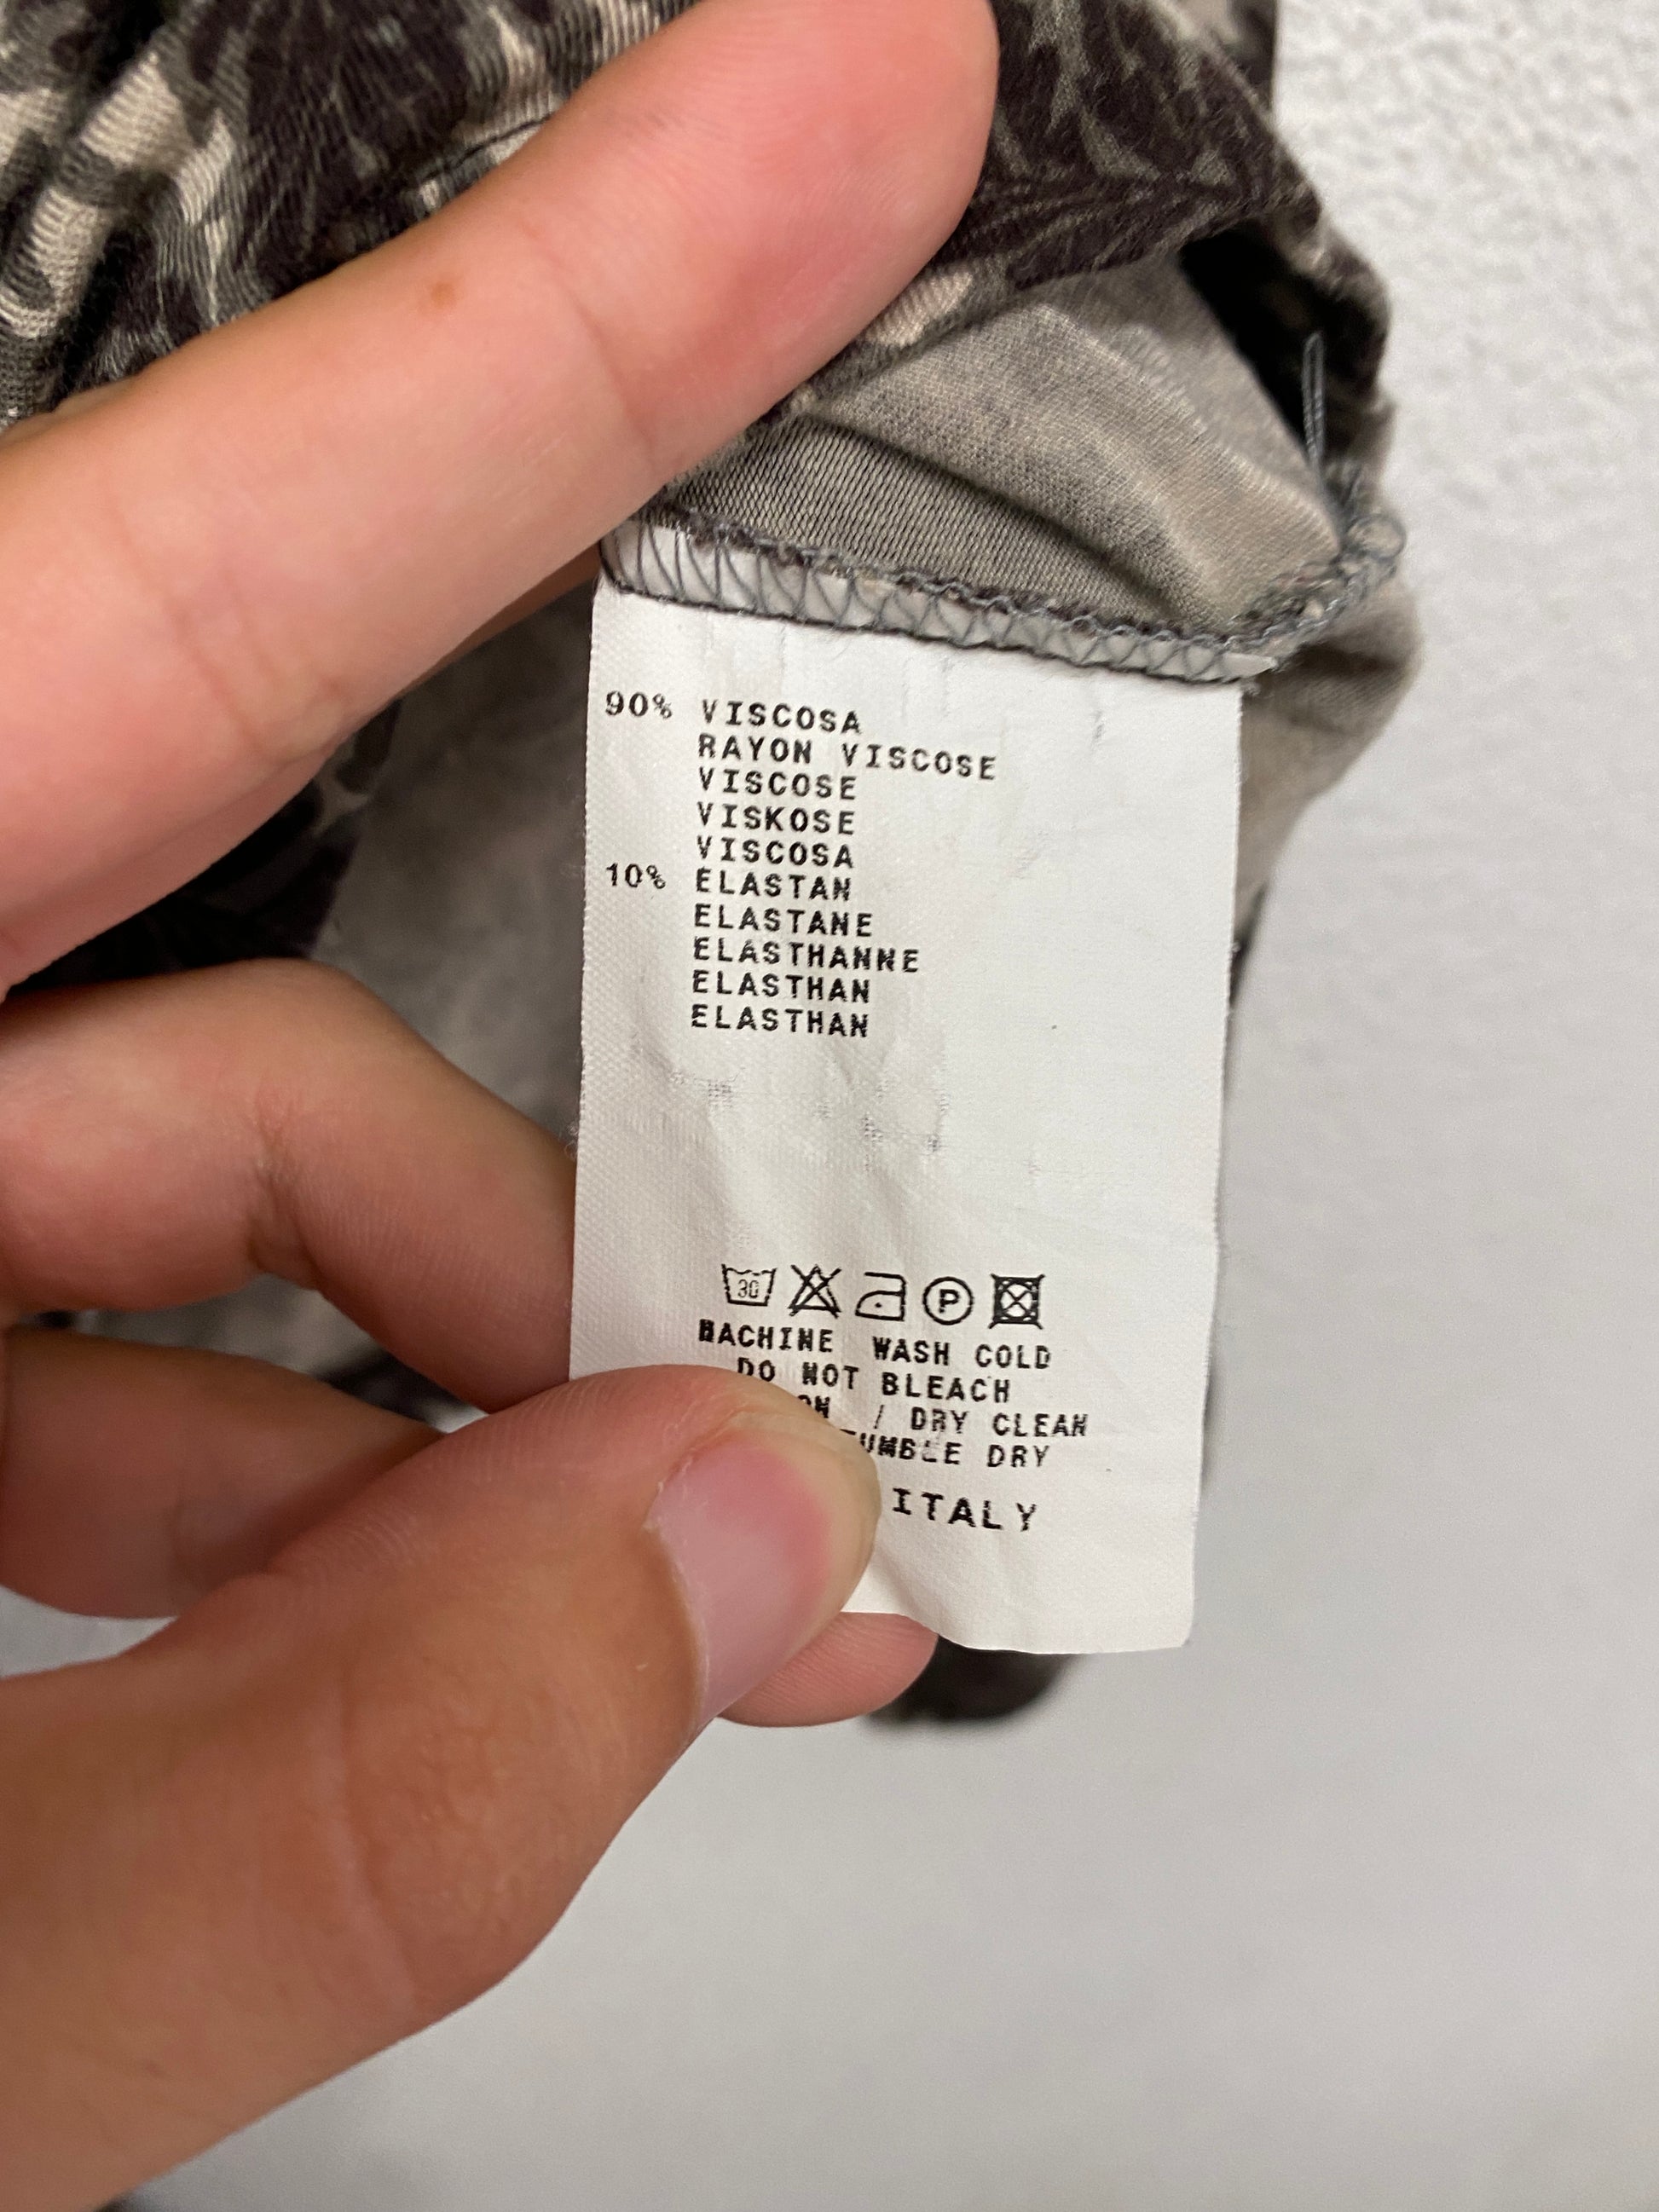 90% VISCOSA
RAYON VISCOSE
VISCOSE
VISKOSE
VISCOSA
10% ELASTAN
ELASTANE
ELASTHANNE
ELASTHAN
ELASTHAN
30
P
MACHINE WASH COLD
DO NOT BLEACH
/ DRY CLEAN
DRY
ITALY